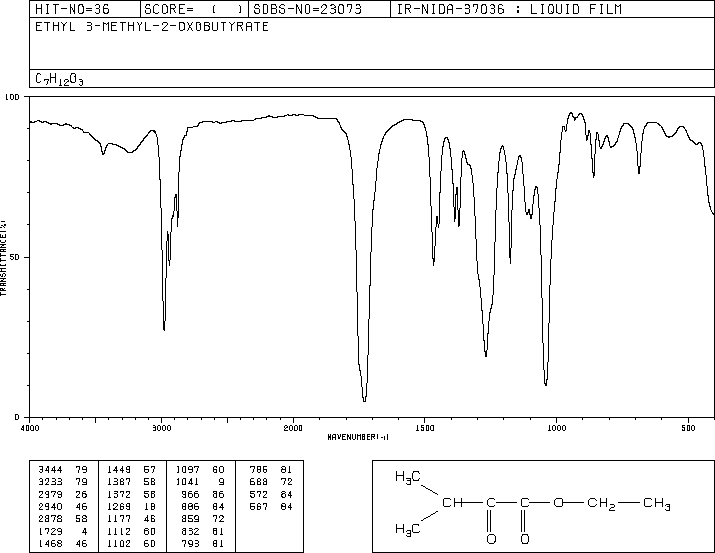 HIT-NO=36 SCORE= ( ) SDBS-NO=23073 IR-NIDA-37036 : LIQUID FILM
ETHYL 3-METHYL-2-OXOBUTYRATE
C7H12O3
100
50
0
TRANSMITTANCE(%)
4000 3000 2000 1500 1000 500
WAVENUMBER(-1)
3444 79 1449 57 1097 60 786 81
3233 79 1387 58 1041 9 688 72
2979 26 1372 58 966 86 572 84
2940 46 1269 18 886 84 567 84
2878 58 1177 46 859 72
1729 4 1112 60 832 81
1468 46 1102 60 793 81
H3C
CH C C O CH2 CH3
H3C
O O